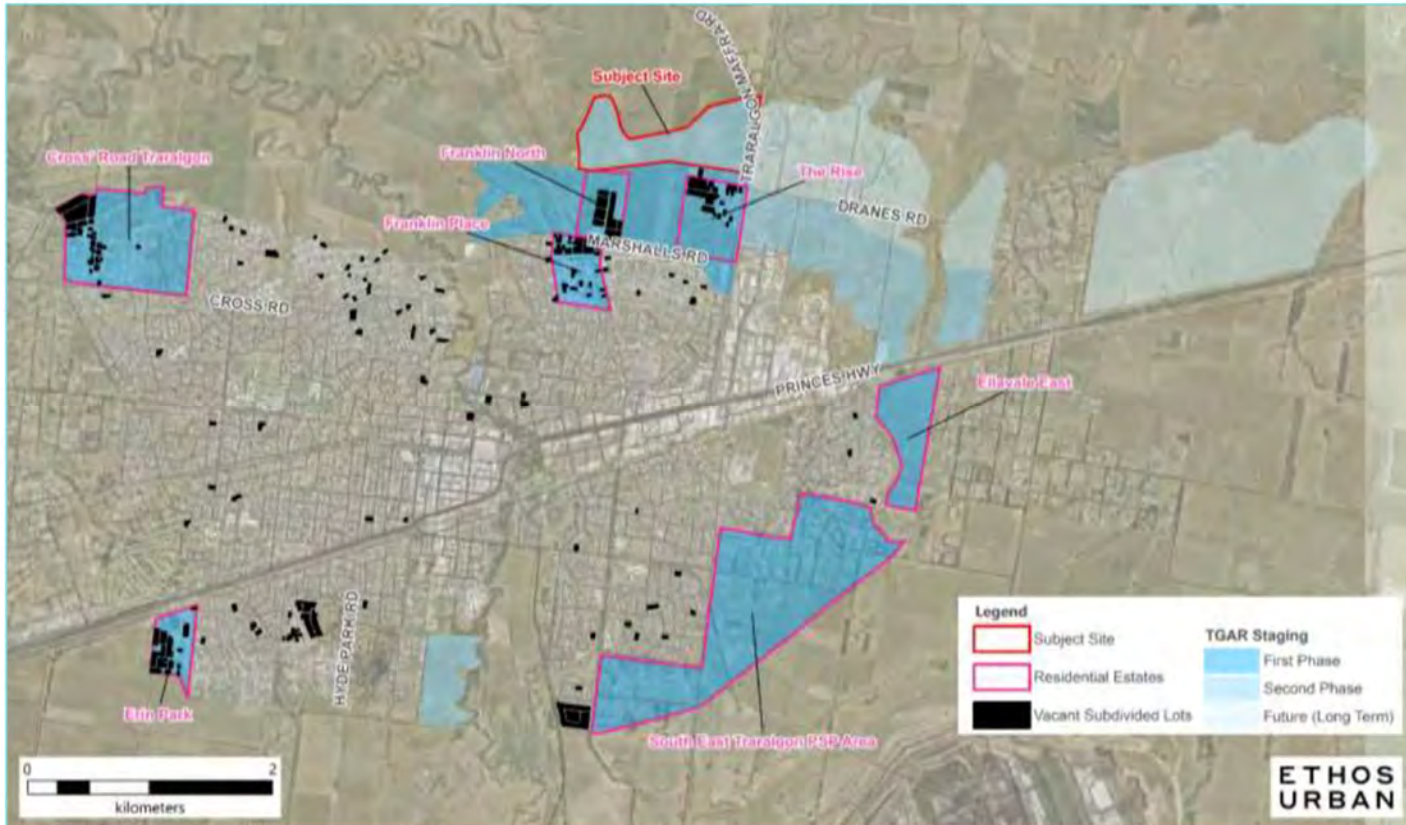 TRARALGON MAFFRA RD
Subject Site
Cross' Road Traralgon
Franklin North
The Rise
Franklin Place
DRANES RD
MARSHALLS RD
CROSS RD
PRINCES HWY
Ellavale East
HYDE PARK RD
Erin Park
South East Traralgon PSP Area
Legend
Subject Site
Residential Estates
Vacant Subdivided Lots
TGAR Staging
First Phase
Second Phase
Future (Long Term)
0 2
kilometers
ETHOS
URBAN